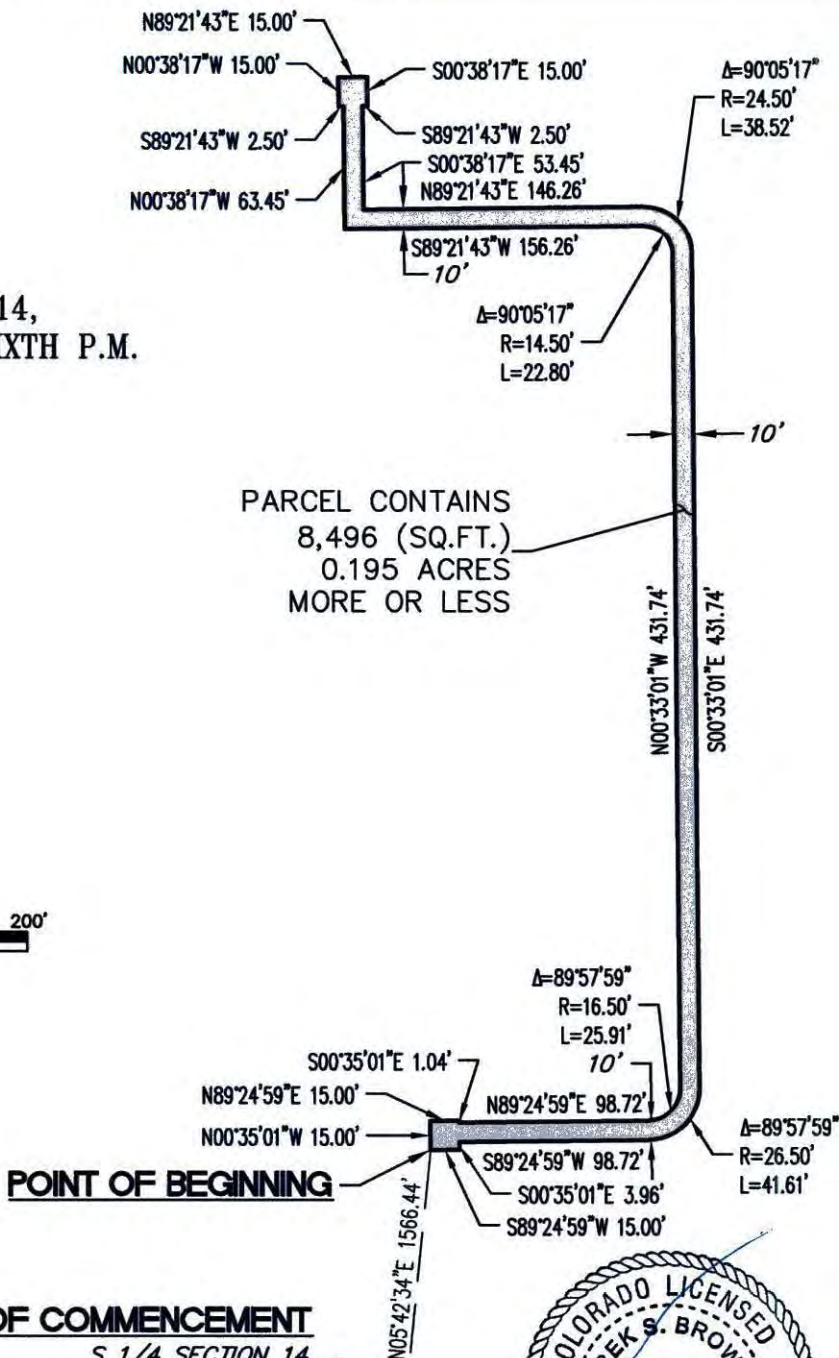 N89°21'43"E 15.00'
N00°38'17"W 15.00'
S00°38'17"E 15.00'
Δ=90°05'17"
R=24.50'
L=38.52'
S89°21'43"W 2.50'
S89°21'43"W 2.50'
S00°38'17"E 53.45'
N89°21'43"E 146.26'
N00°38'17"W 63.45'
S89°21'43"W 156.26'
10'
14,
IXTH P.M.
Δ=90°05'17"
R=14.50'
L=22.80'
10'
PARCEL CONTAINS
8,496 (SQ.FT.)
0.195 ACRES
MORE OR LESS
N00°33'01"W 431.74'
S00°33'01"E 431.74'
200'
Δ=89°57'59"
R=16.50'
L=25.91'
10'
S00°35'01"E 1.04'
N89°24'59"E 15.00'
N89°24'59"E 98.72'
N00°35'01"W 15.00'
Δ=89°57'59"
R=26.50'
L=41.61'
S89°24'59"W 98.72'
POINT OF BEGINNING
S00°35'01"E 3.96'
S89°24'59"W 15.00'
N05°42'34"E 1566.44'
OF COMMENCEMENT
S 1/4 SECTION 14
OLORADO LICENSED
EK S. BROW